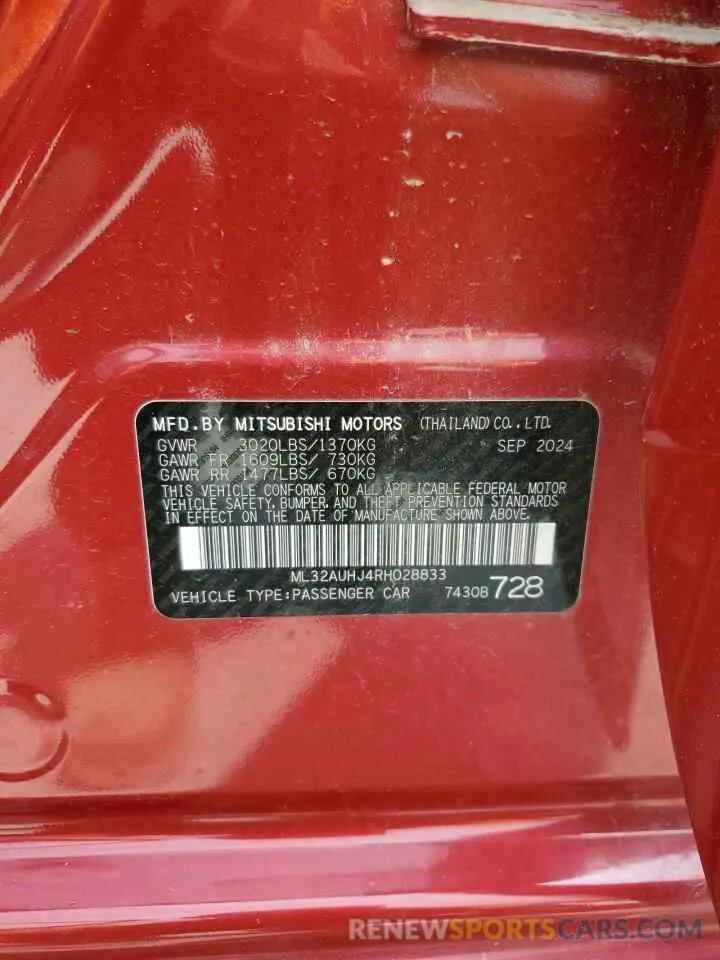 MFD.BY MITSUBISHI MOTORS (THAILAND) CO., LTD.
GVWR 3020LBS/1370KG SEP 2024
GAWR FR 1609LBS/ 730KG
GAWR RR 1477LBS/ 670KG
THIS VEHICLE CONFORMS TO ALL APPLICABLE FEDERAL MOTOR
VEHICLE SAFETY, BUMPER, AND THEFT PREVENTION STANDARDS
IN EFFECT ON THE DATE OF MANUFACTURE SHOWN ABOVE.
ML32AUHJ4RH028833
VEHICLE TYPE:PASSENGER CAR 7430B 728
RENEWSPORTSCARS.COM